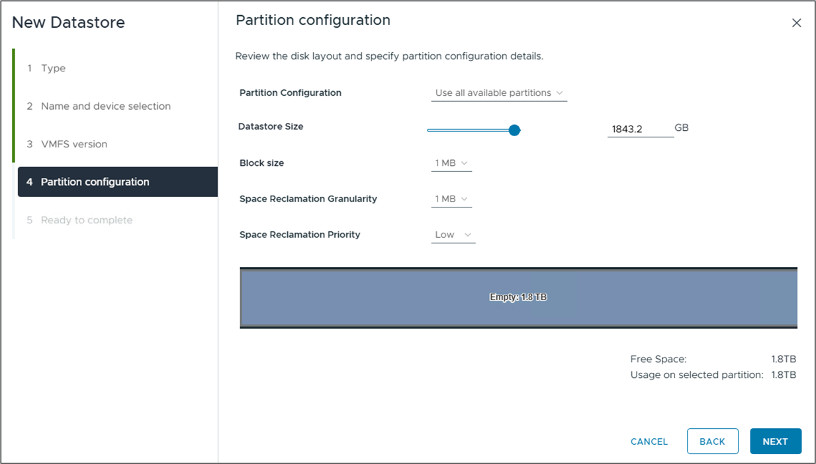 New Datastore
1 Type
2 Name and device selection
3 VMFS version
4 Partition configuration
5 Ready to complete
Partition configuration
Review the disk layout and specify partition configuration details.
Partition Configuration Use all available partitions
Datastore Size 1843.2 GB
Block size 1 MB
Space Reclamation Granularity 1 MB
Space Reclamation Priority Low
Empty: 1.8 TB
Free Space: 1.8TB
Usage on selected partition: 1.8TB
CANCEL BACK NEXT